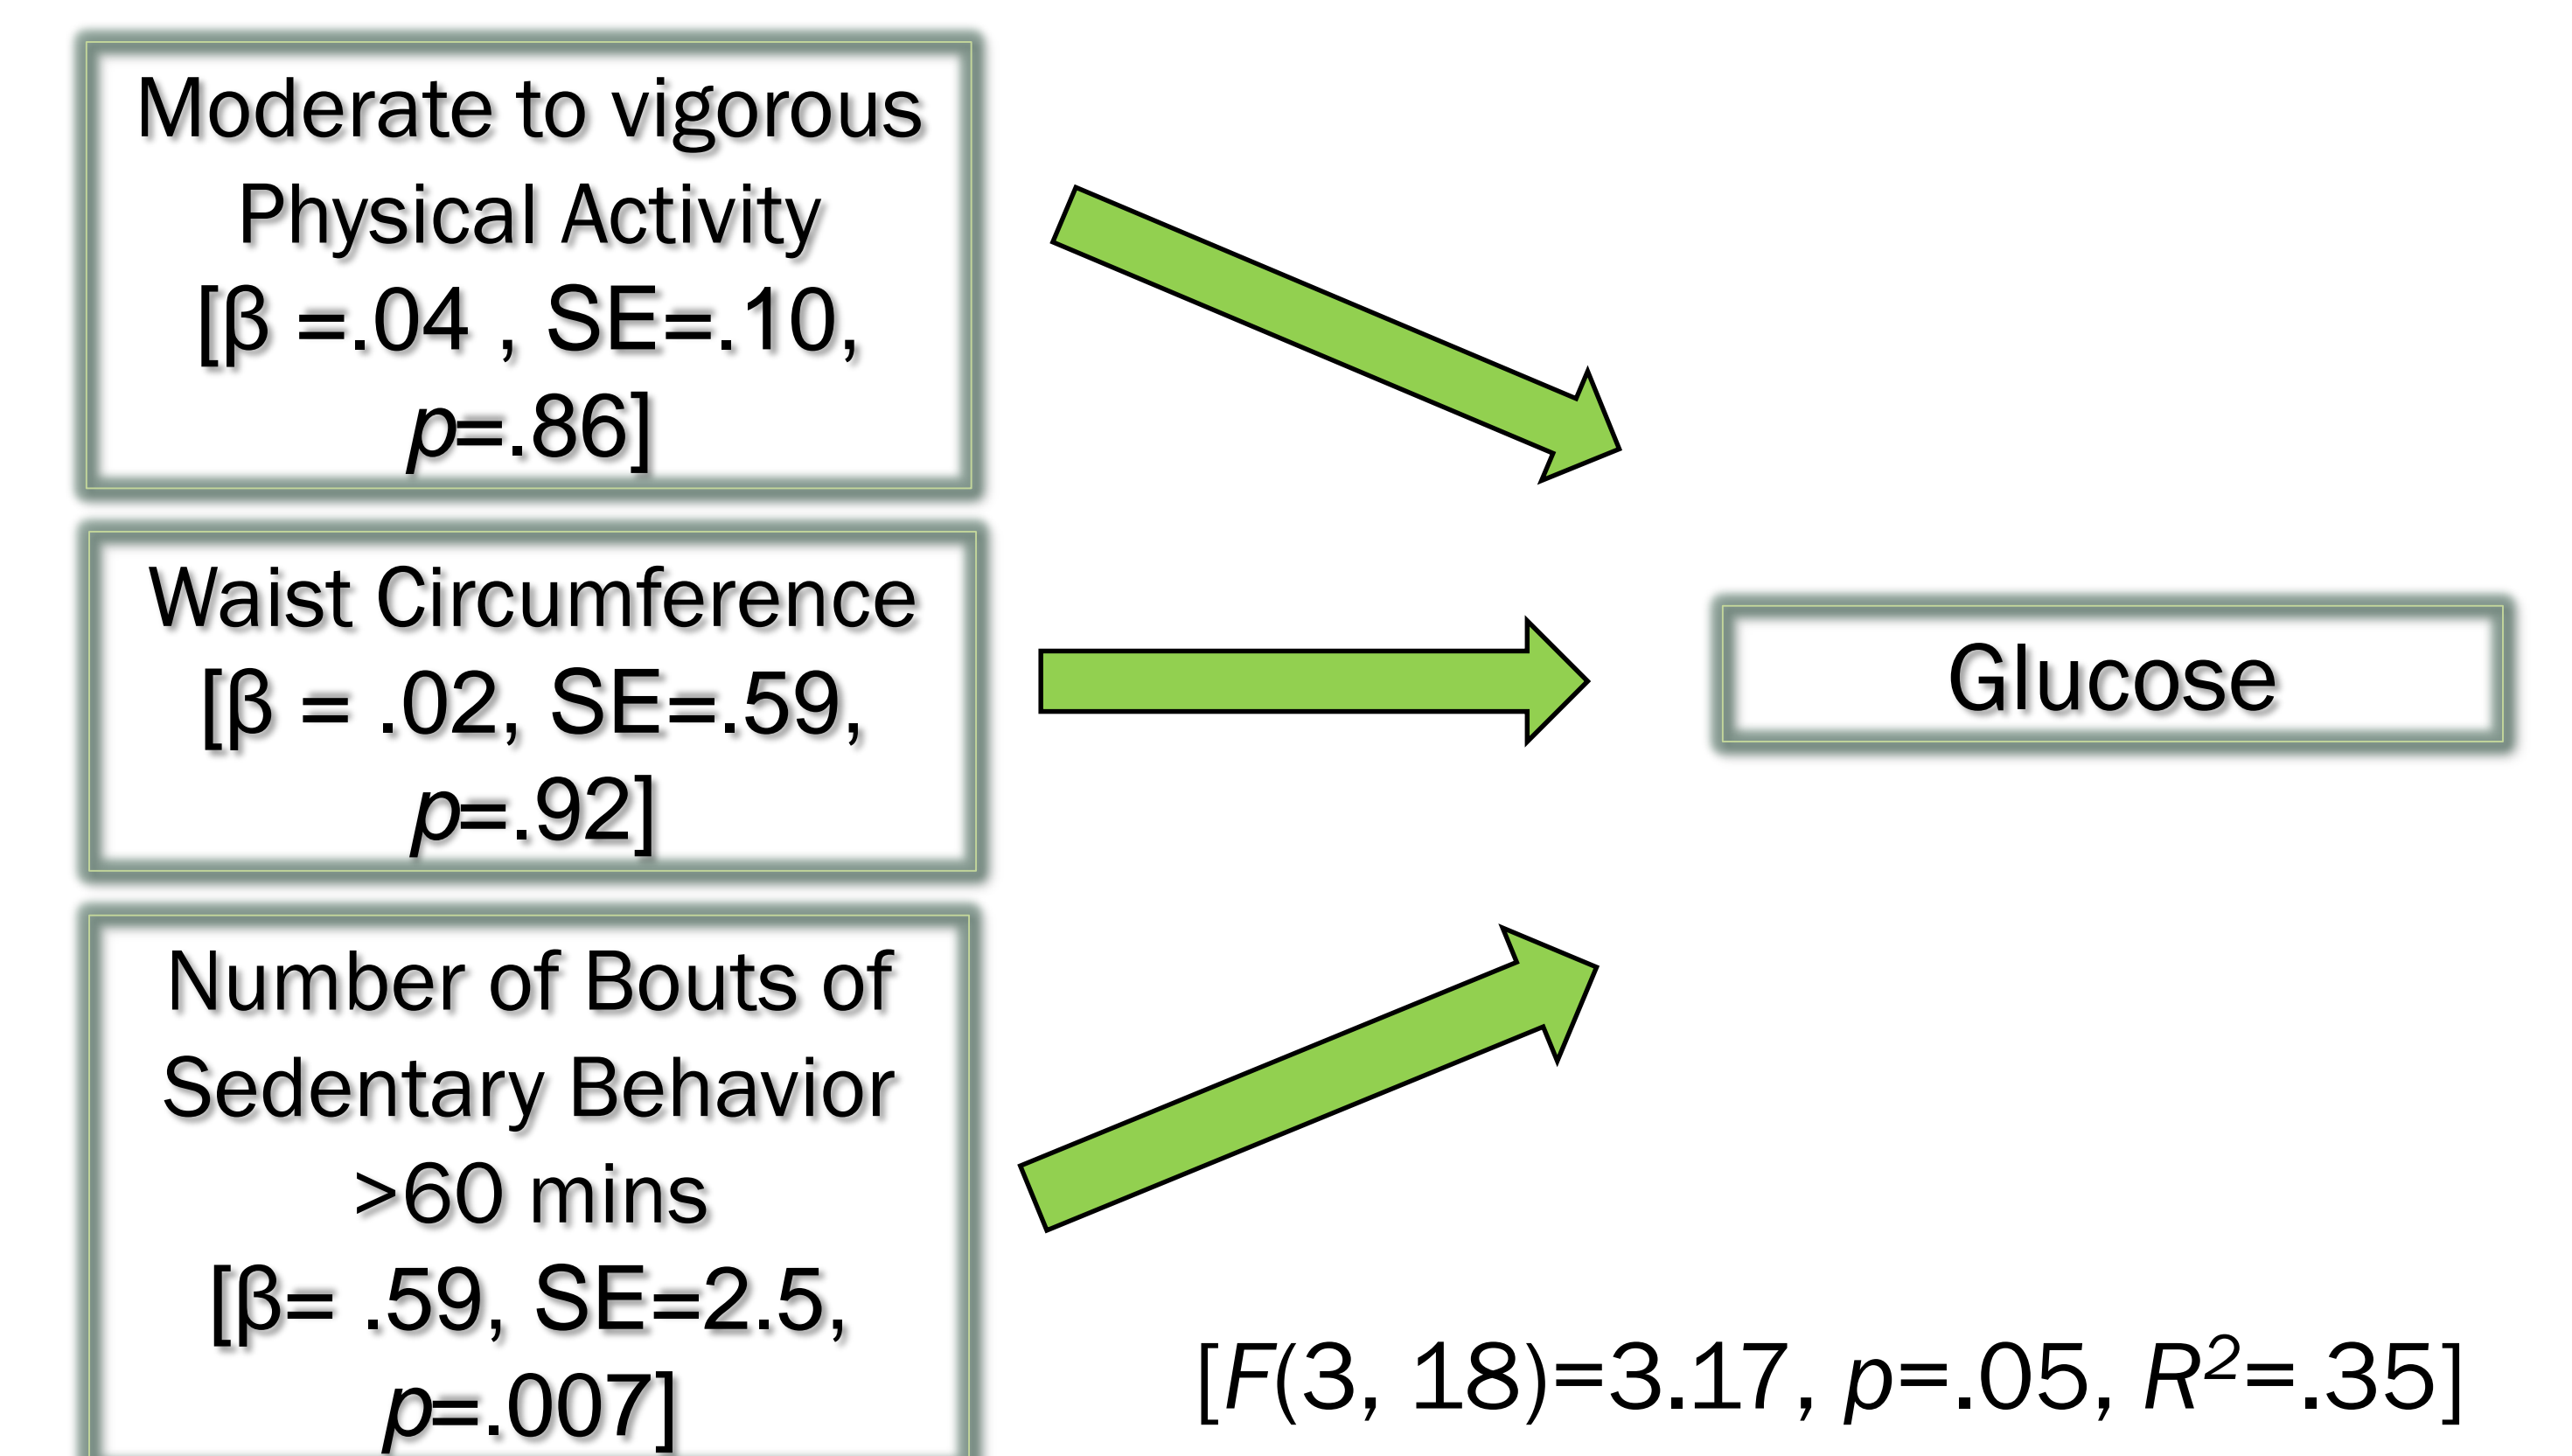 Moderate to vigorous
Physical Activity
[β =.04 , SE=.10,
p=.86]
Waist Circumference
[β = .02, SE=.59,
p=.92]
Glucose
Number of Bouts of
Sedentary Behavior
>60 mins
[β= .59, SE=2.5,
p=.007]
[F(3, 18)=3.17, p=.05, R²=.35]